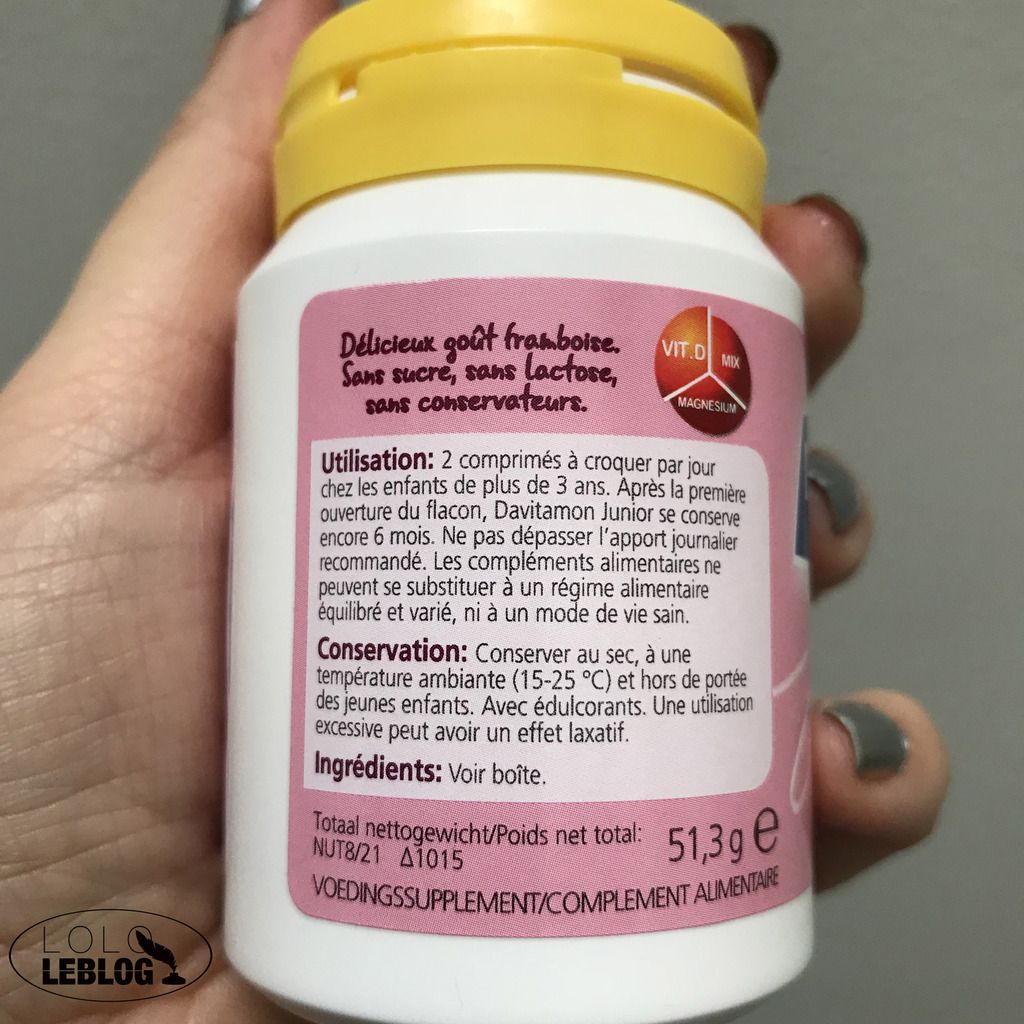 Délicieux goût framboise.
Sans sucre, sans lactose,
sans conservateurs.
VIT.D
MIX
MAGNESIUM
Utilisation: 2 comprimés à croquer par jour
chez les enfants de plus de 3 ans. Après la première
ouverture du flacon, Davitamon Junior se conserve
encore 6 mois. Ne pas dépasser l'apport journalier
recommandé. Les compléments alimentaires ne
peuvent se substituer à un régime alimentaire
équilibré et varié, ni à un mode de vie sain.
Conservation: Conserver au sec, à une
température ambiante (15-25 °C) et hors de portée
des jeunes enfants. Avec édulcorants. Une utilisation
excessive peut avoir un effet laxatif.
Ingrédients: Voir boîte.
Totaal nettogewicht/Poids net total: 51,3 g e
NUT8/21 Δ1015
VOEDINGSSUPPLEMENT/COMPLEMENT ALIMENTAIRE
LOLO
LEBLOG